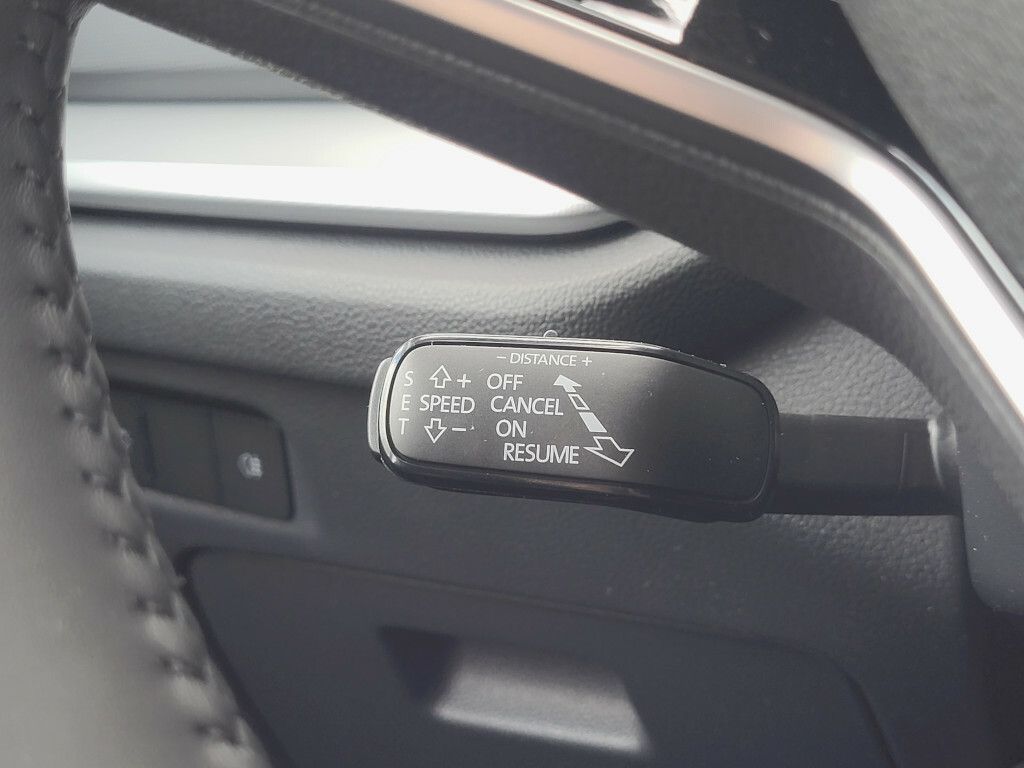 − DISTANCE +
S + OFF
E SPEED CANCEL
T − ON
RESUME